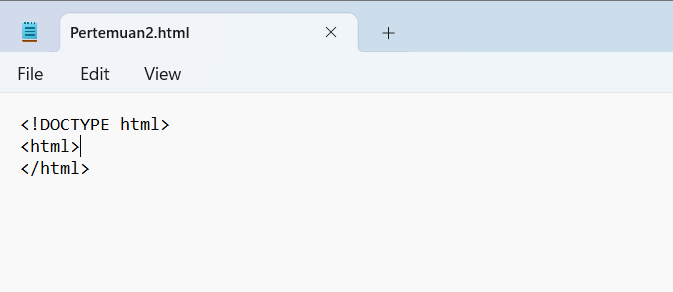 Pertemuan2.html
File Edit View
<!DOCTYPE html>
<html>
</html>